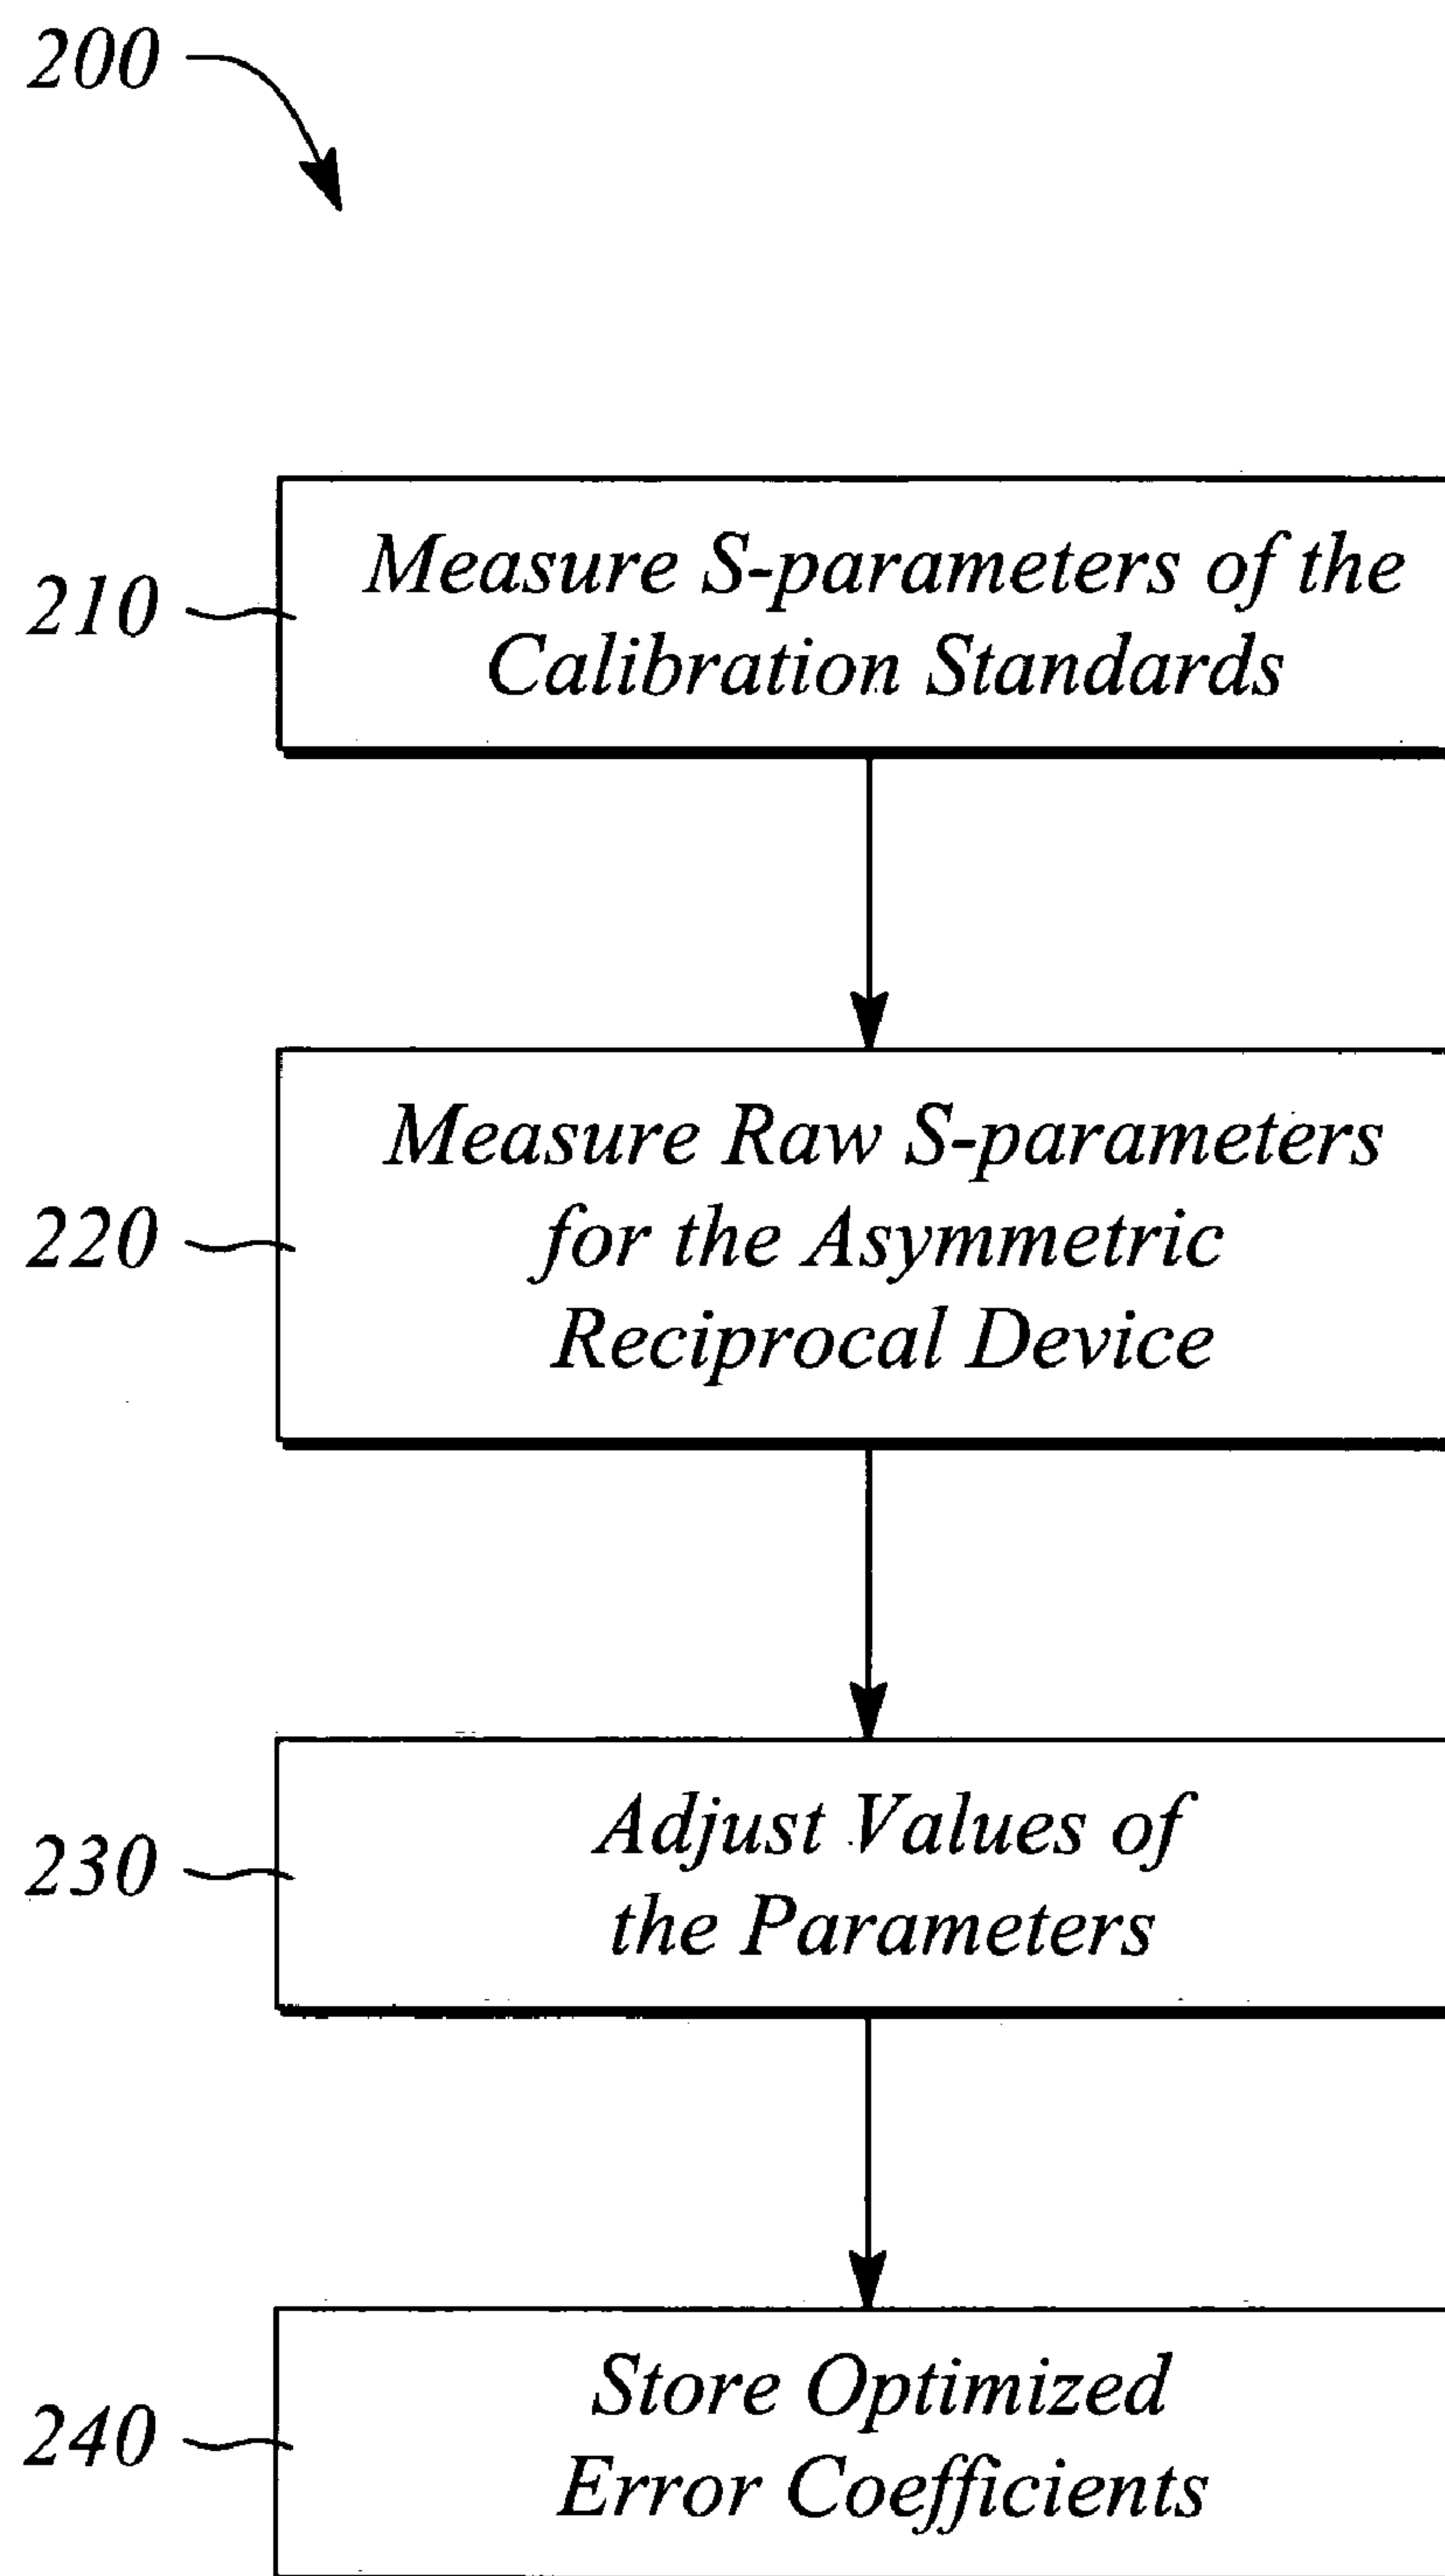 200
210
Measure S-parameters of the
Calibration Standards
220
Measure Raw S-parameters
for the Asymmetric
Reciprocal Device
230
Adjust Values of
the Parameters
240
Store Optimized
Error Coefficients